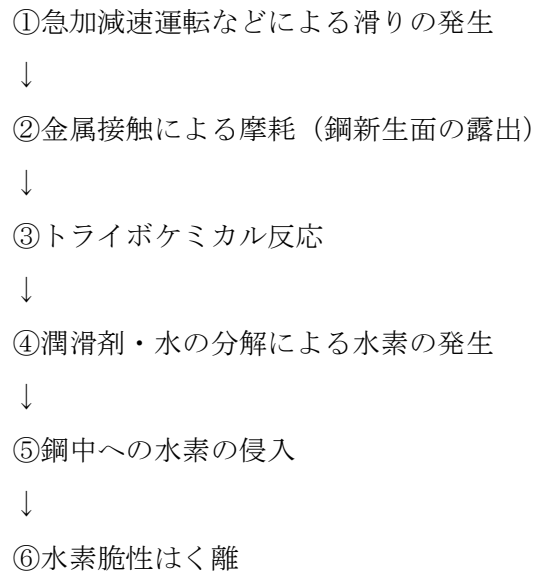 ①急加減速運転などによる滑りの発生
↓
②金属接触による摩耗（鋼新生面の露出）
↓
③トライボケミカル反応
↓
④潤滑剤・水の分解による水素の発生
↓
⑤鋼中への水素の侵入
↓
⑥水素脆性はく離